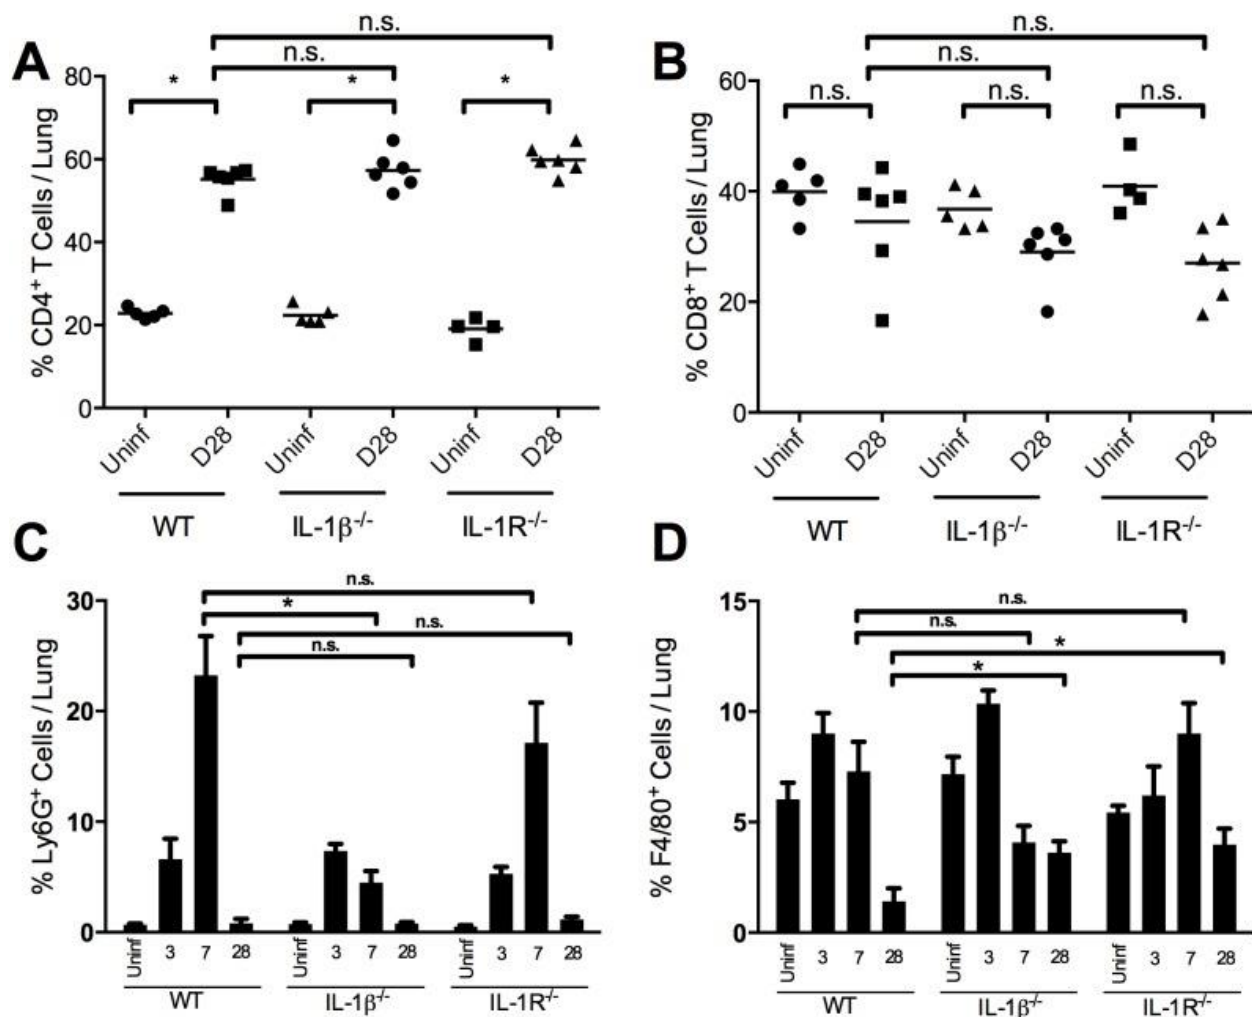 A
n.s.
n.s.
*
*
*
% CD4+ T Cells / Lung
80
60
40
20
0
Uninf
D28
Uninf
D28
Uninf
D28
WT
IL-1β-/-
IL-1R-/-
B
n.s.
n.s.
n.s.
n.s.
n.s.
% CD8+ T Cells / Lung
60
40
20
0
Uninf
D28
Uninf
D28
Uninf
D28
WT
IL-1β-/-
IL-1R-/-
C
n.s.
*
n.s.
n.s.
% Ly6G+ Cells / Lung
30
20
10
0
Uninf 3 7 28
Uninf 3 7 28
Uninf 3 7 28
WT
IL-1β-/-
IL-1R-/-
D
n.s.
n.s.
*
*
% F4/80+ Cells / Lung
15
10
5
0
Uninf 3 7 28
Uninf 3 7 28
Uninf 3 7 28
WT
IL-1β-/-
IL-1R-/-